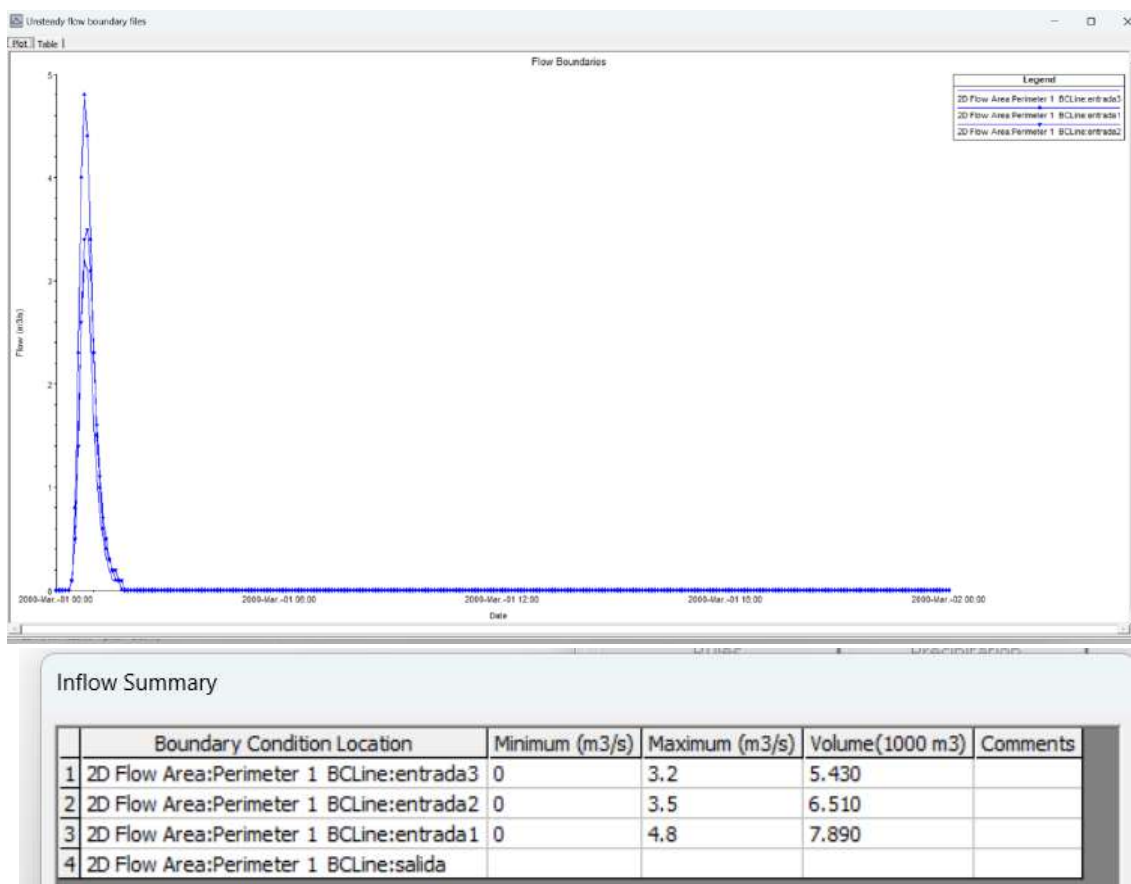 Unsteady flow boundary files
Plot Table
Flow Boundaries
Legend
2D Flow Area:Perimeter 1 BCLine:entrada3
2D Flow Area:Perimeter 1 BCLine:entrada1
2D Flow Area:Perimeter 1 BCLine:entrada2
5
4
3
2
1
0
Flow (m3/s)
2000-Mar.-01 00:00 2000-Mar.-01 06:00 2000-Mar.-01 12:00 2000-Mar.-01 18:00 2000-Mar.-02 00:00
Date
Precipitation
Inflow Summary
Boundary Condition Location Minimum (m3/s) Maximum (m3/s) Volume(1000 m3) Comments
1 2D Flow Area:Perimeter 1 BCLine:entrada3 0 3.2 5.430
2 2D Flow Area:Perimeter 1 BCLine:entrada2 0 3.5 6.510
3 2D Flow Area:Perimeter 1 BCLine:entrada1 0 4.8 7.890
4 2D Flow Area:Perimeter 1 BCLine:salida